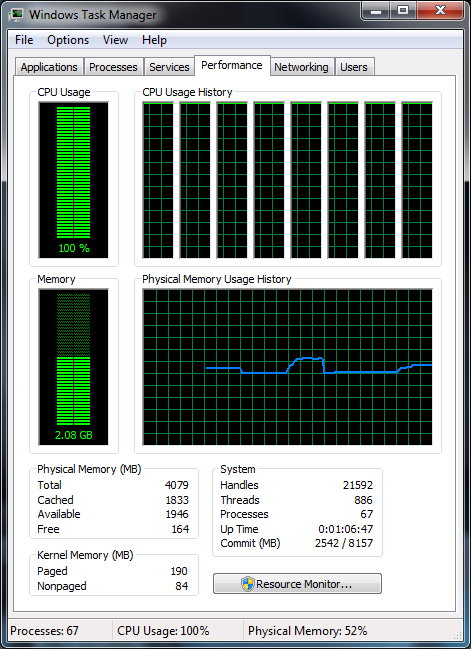 Windows Task Manager
File Options View Help
Applications Processes Services Performance Networking Users
CPU Usage CPU Usage History
100 %
Memory Physical Memory Usage History
2.08 GB
Physical Memory (MB)
Total 4079
Cached 1833
Available 1946
Free 164
Kernel Memory (MB)
Paged 190
Nonpaged 84
System
Handles 21592
Threads 886
Processes 67
Up Time 0:01:06:47
Commit (MB) 2542 / 8157
Resource Monitor...
Processes: 67 CPU Usage: 100% Physical Memory: 52%